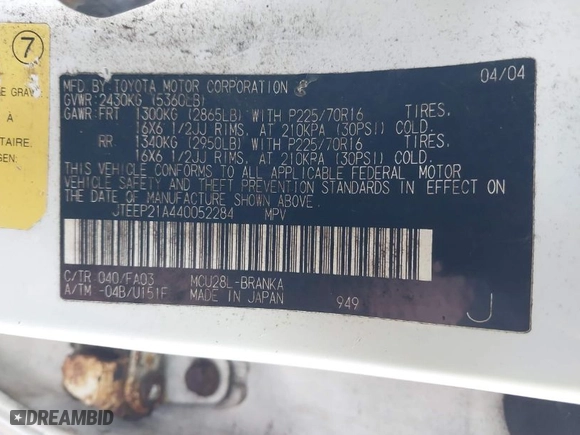 7
MFD BY: TOYOTA MOTOR CORPORATION 04/04
GVWR: 2430KG (5360LB)
GAWR: FRT 1300KG (2865LB) WITH P225/70R16 TIRES,
16X6 1/2JJ RIMS, AT 210KPA (30PSI) COLD.
RR 1340KG (2950LB) WITH P225/70R16 TIRES,
16X6 1/2JJ RIMS, AT 210KPA (30PSI) COLD.
THIS VEHICLE CONFORMS TO ALL APPLICABLE FEDERAL MOTOR
VEHICLE SAFETY AND THEFT PREVENTION STANDARDS IN EFFECT ON
THE DATE OF MANUFACTURE SHOWN ABOVE.
JTEEP21A440052284 MPV
C/TR 040/FA03 MCU28L-BRANKA
A/TM -04B/U151F MADE IN JAPAN 949 J
E GRAV
TAIRE.
GEN:
DREAMBID